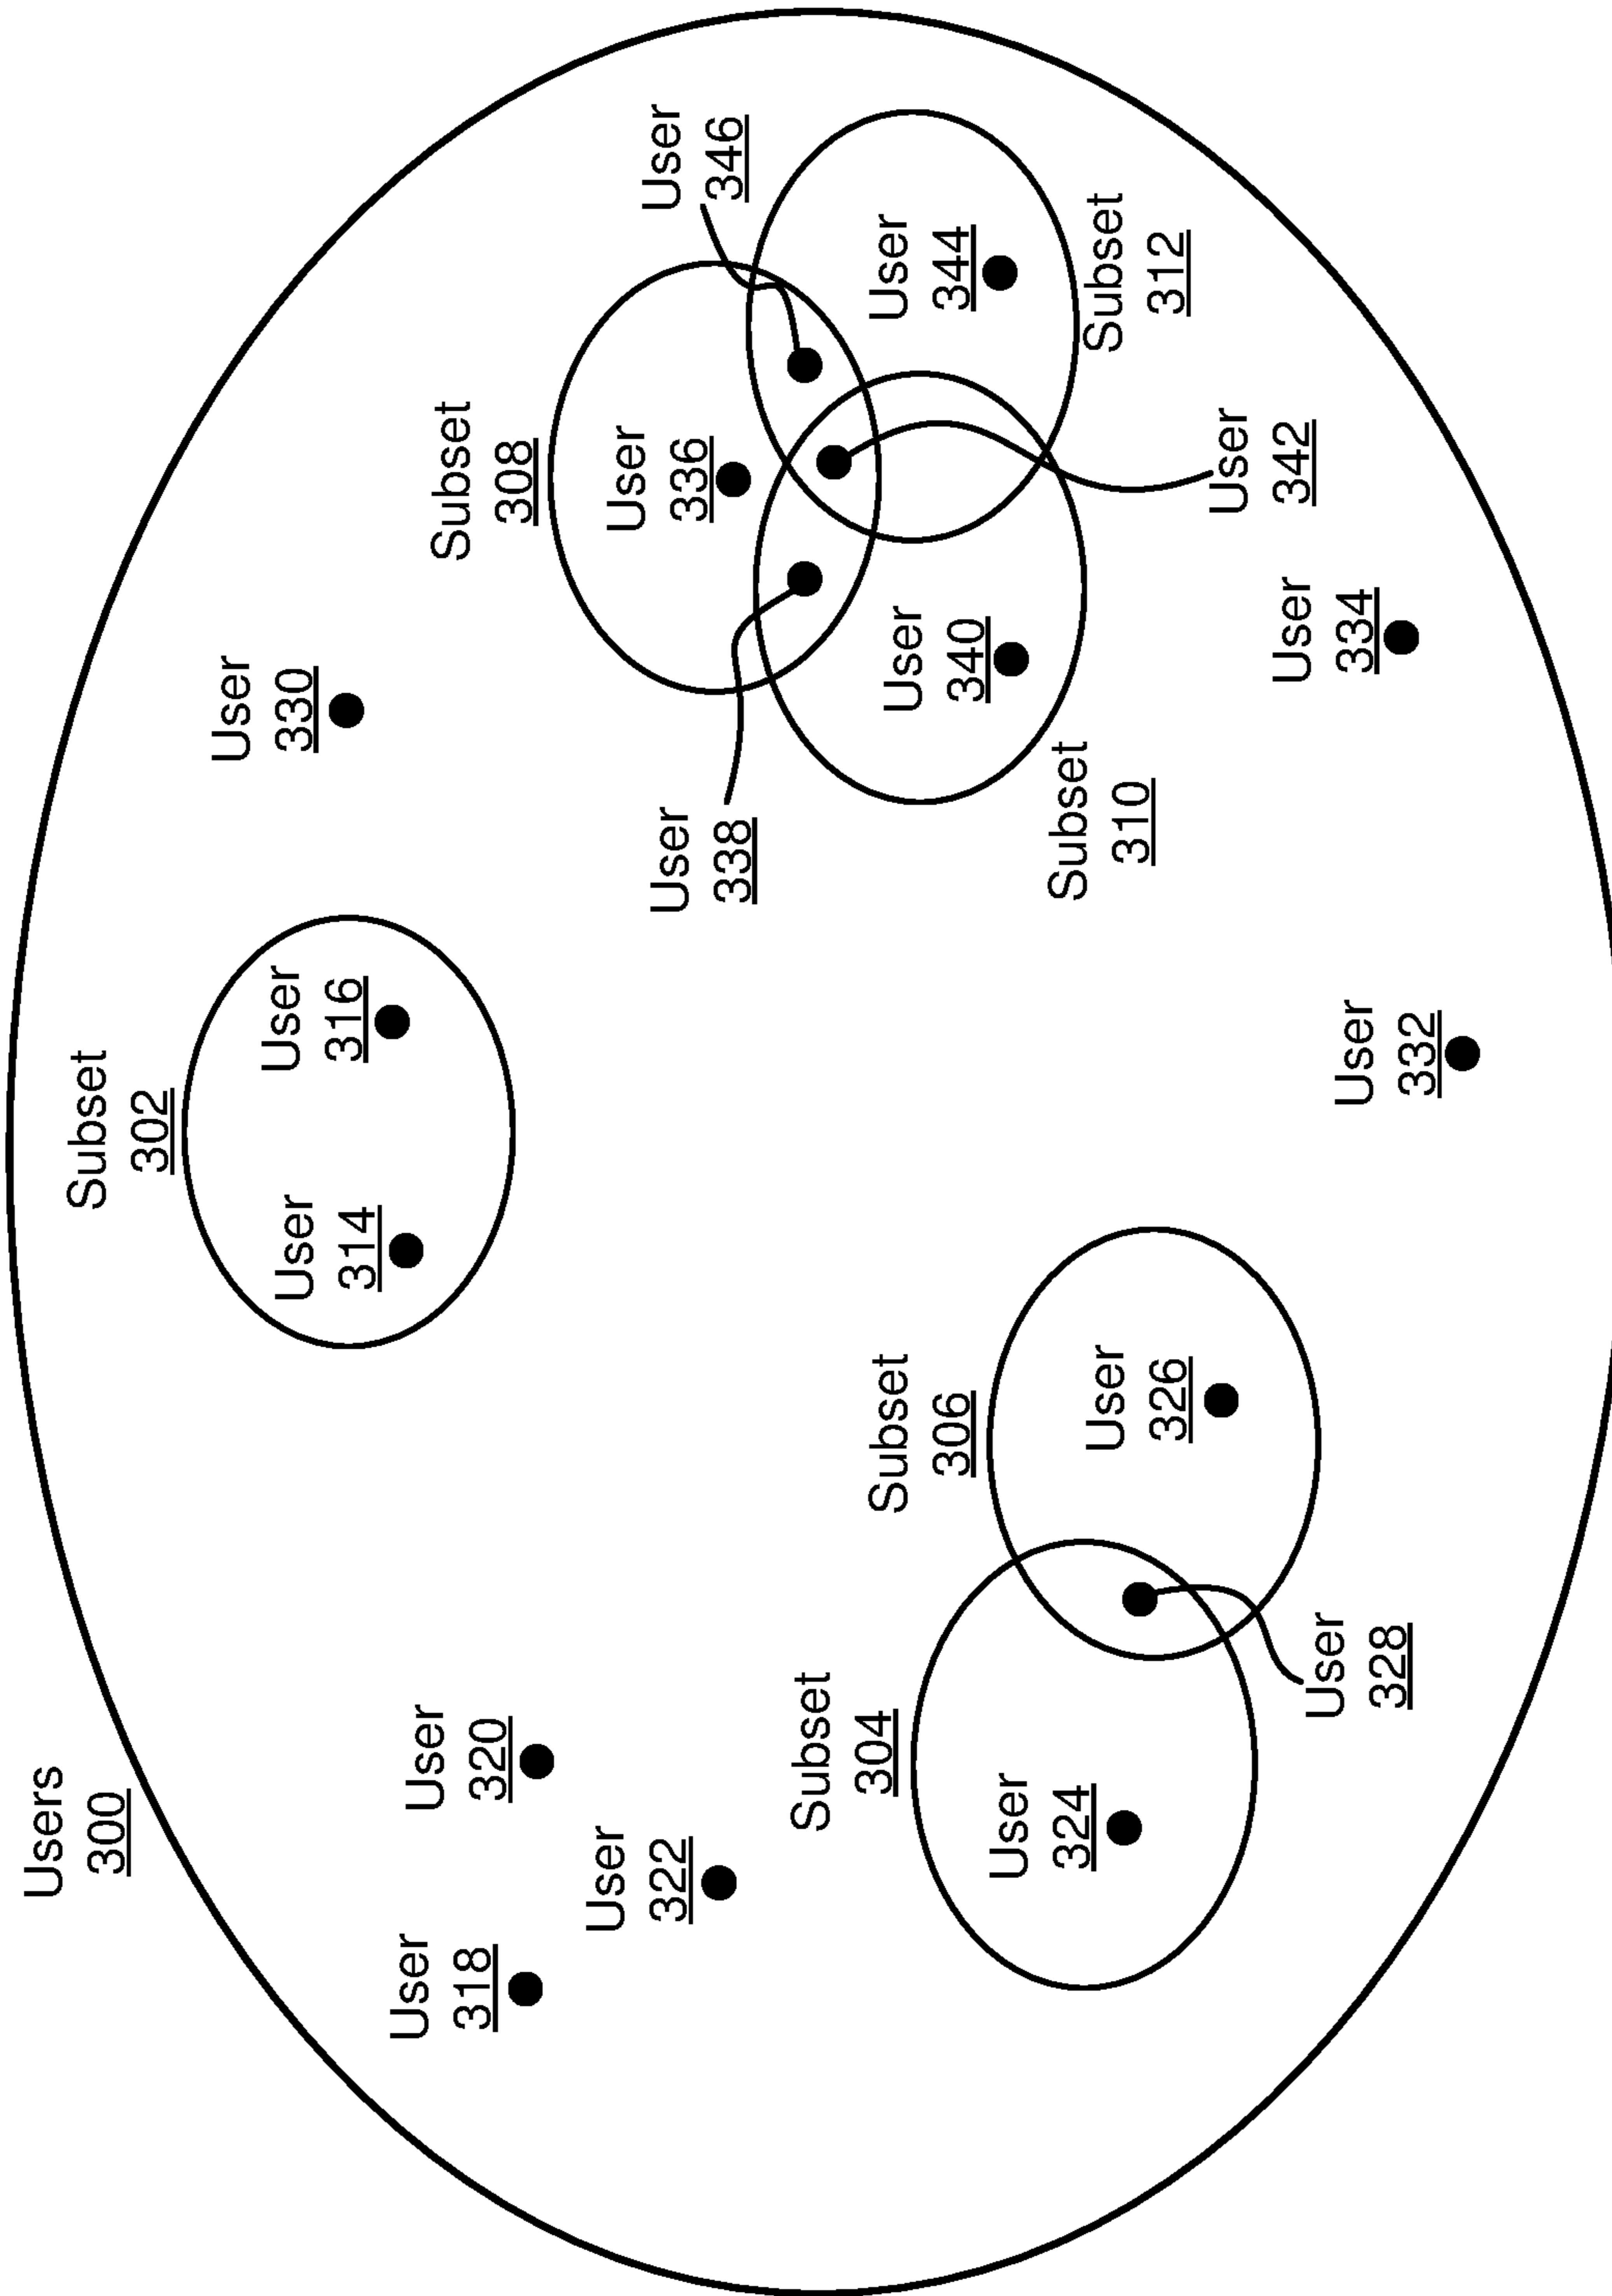 Users
300
Subset
302
User
330
User
314
User
316
User
318
User
320
Subset
308
User
322
User
336
User
346
User
338
Subset
304
Subset
306
User
340
User
344
User
324
Subset
310
Subset
312
User
326
User
342
User
334
User
328
User
332